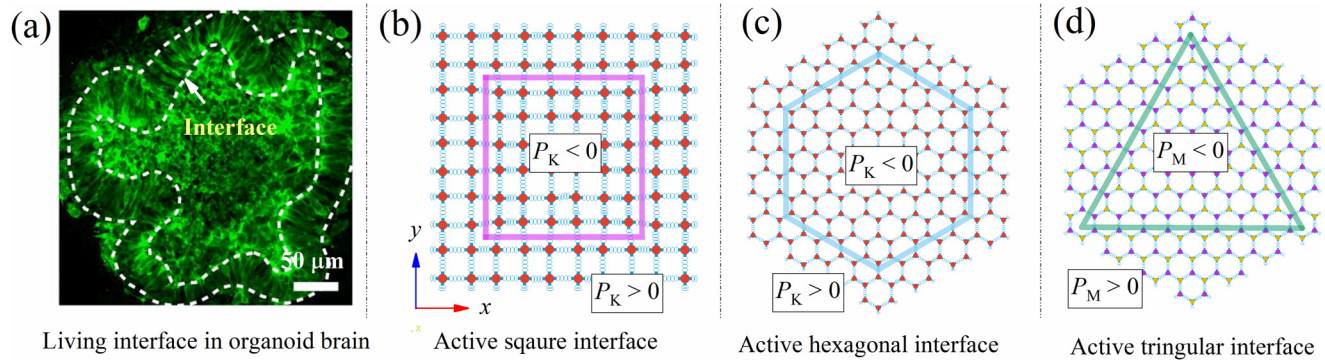 (a)
Interface
50 μm
Living interface in organoid brain
(b)
P_K < 0
P_K > 0
y
x
.x
Active sqaure interface
(c)
P_K < 0
P_K > 0
Active hexagonal interface
(d)
P_M < 0
P_M > 0
Active tringular interface